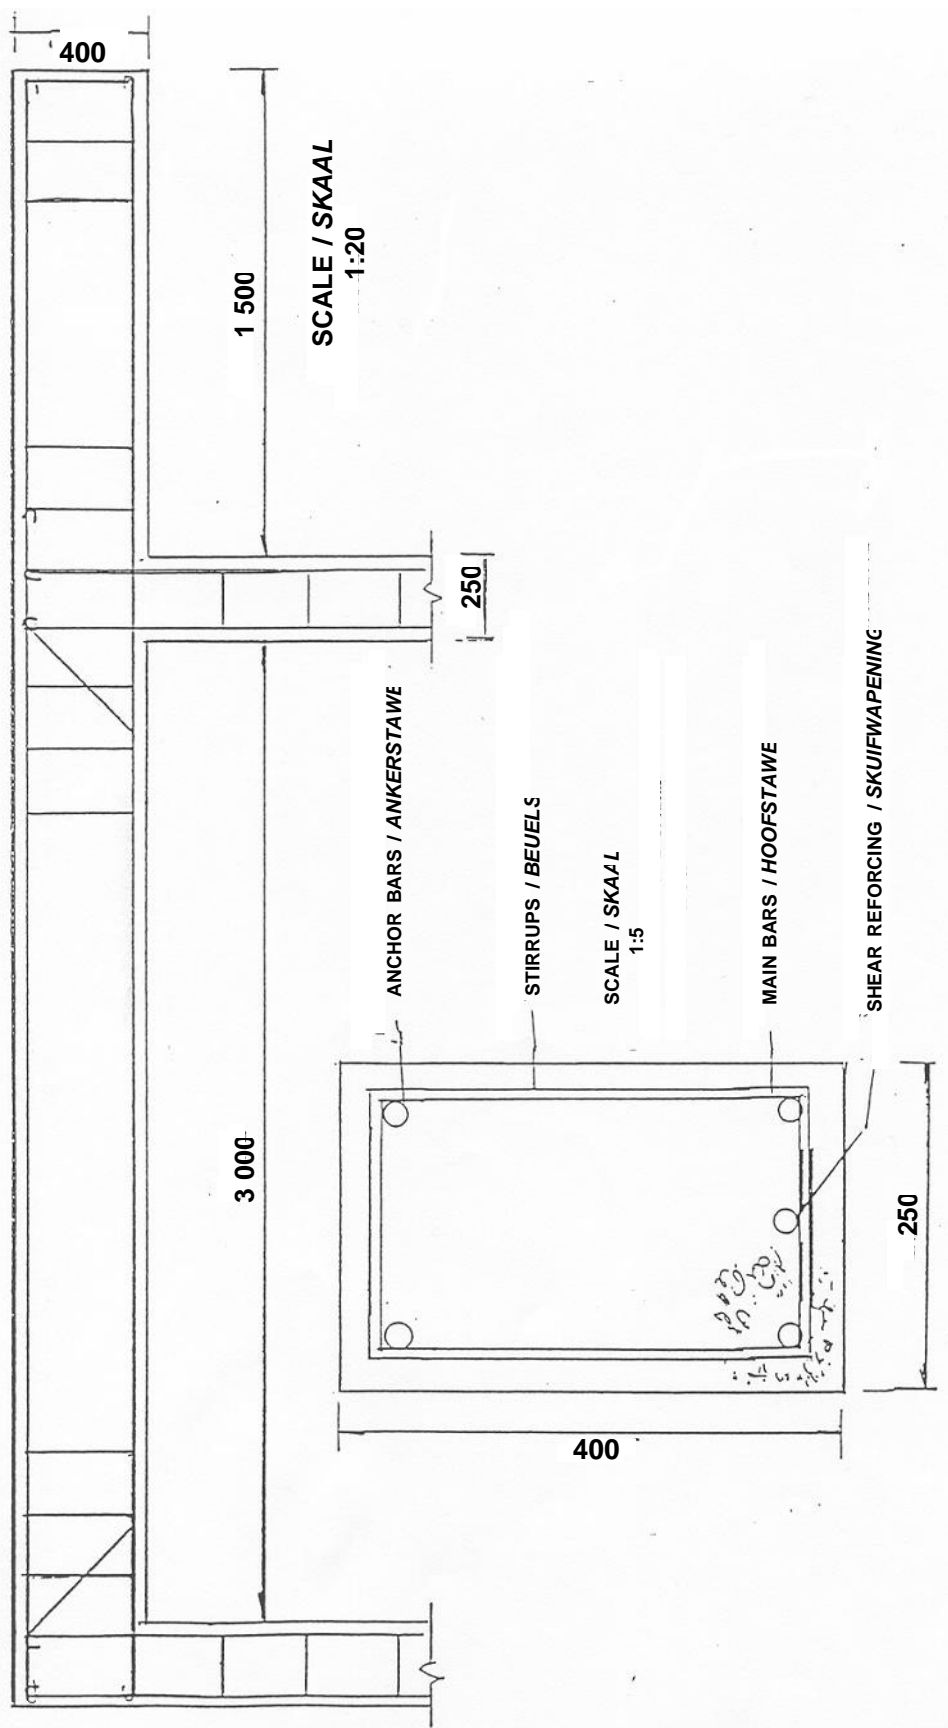 400
1 500
SCALE / SKAAL
1:20
250
3 000
ANCHOR BARS / ANKERSTAWE
STIRRUPS / BEUELS
SCALE / SKAAL
1:5
MAIN BARS / HOOFSTAWE
SHEAR REFORCING / SKUIFWAPENING
400
250